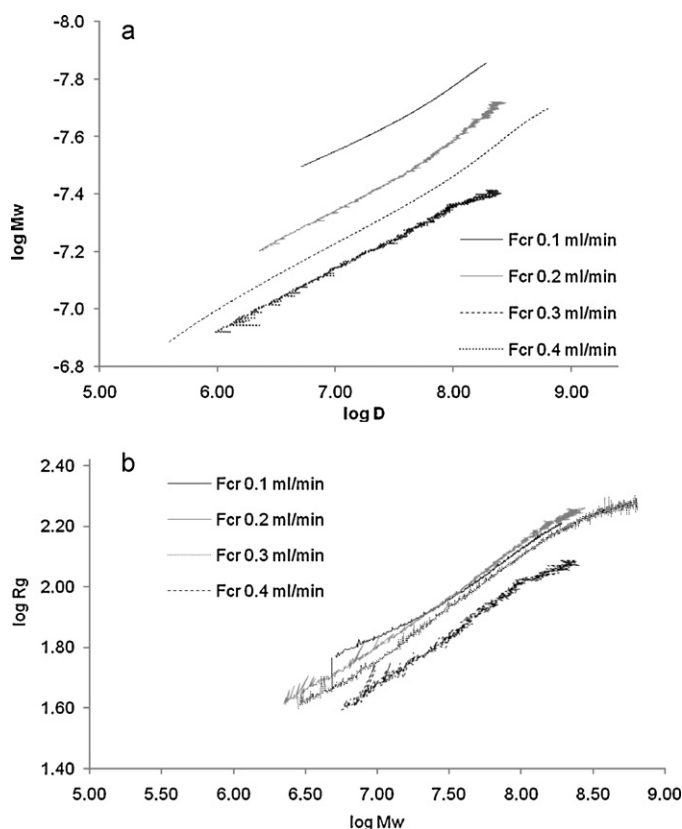 a
-8.0
-7.8
-7.6
-7.4
-7.2
-7.0
-6.8
log Mw
Fcr 0.1 ml/min
Fcr 0.2 ml/min
Fcr 0.3 ml/min
Fcr 0.4 ml/min
5.00 6.00 7.00 8.00 9.00
log D
b
2.40
2.20
2.00
1.80
1.60
1.40
log Rg
Fcr 0.1 ml/min
Fcr 0.2 ml/min
Fcr 0.3 ml/min
Fcr 0.4 ml/min
5.00 5.50 6.00 6.50 7.00 7.50 8.00 8.50 9.00
log Mw